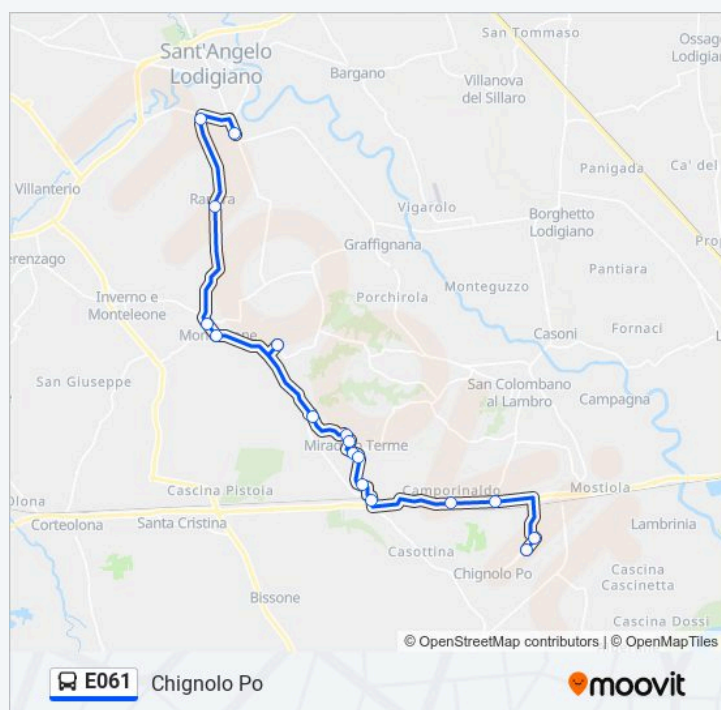 San Tommaso
Ossago
Lodigiano
Sant'Angelo
Lodigiano
Bargano
Villanova
del Sillaro
Panigada
Ca' del
Villanterio
Vigarolo
Borghetto
Lodigiano
Graffignana
Pantiara
Monteguzzo
Inverno e
Monteleone
Porchirola
Fornaci
Casoni
San Giuseppe
San Colombano
al Lambro
Campagna
Miradolo Terme
Cascina Pistoia
Camporinaldo
Mostiola
Corteolona
Santa Cristina
Lambrinia
Casottina
Chignolo Po
Cascina
Cascinetta
Bissone
Cascina Dossi
© OpenStreetMap contributors | © OpenMapTiles
E061 Chignolo Po
moovit